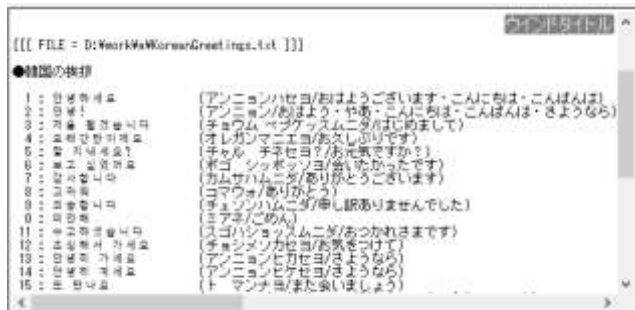 ウインドタイトル
[[[ FILE = D:¥work¥aWKoreanGreetings.txt ]]]
●韓国の挨拶
1 : 안녕하세요 (アンニョンハセヨ/おはようございます・こんにちは・こんばんは)
2 : 안녕! (アンニョン/おはよう・やあ・こんにちは・こんばんは・さようなら)
3 : 처음 뵙겠습니다 (チョウム ペプケッスムニダ/はじめまして)
4 : 오래간만이에요 (オレガンマニエヨ/お久しぶりです)
5 : 잘 지내세요? (チャル チネセヨ?/お元気ですか?)
6 : 보고 싶었어요 (ポゴ シッポッソヨ/会いたかったです)
7 : 감사합니다 (カムサハムニダ/ありがとうございます)
8 : 고마워 (コマウォ/ありがとう)
9 : 죄송합니다 (チェソンハムニダ/申し訳ありませんでした)
0 : 미안해 (ミアネ/ごめん)
11 : 수고하셨습니다 (スゴハショッスムニダ/おつかれさまです)
12 : 조심해서 가세요 (チョシメソカセヨ/お気をつけて)
13 : 안녕히 가세요 (アンニョンヒカセヨ/さようなら)
14 : 안녕히 계세요 (アンニョンヒケセヨ/さようなら)
15 : 또 만나요 (ト マンナヨ/また会いましょう)